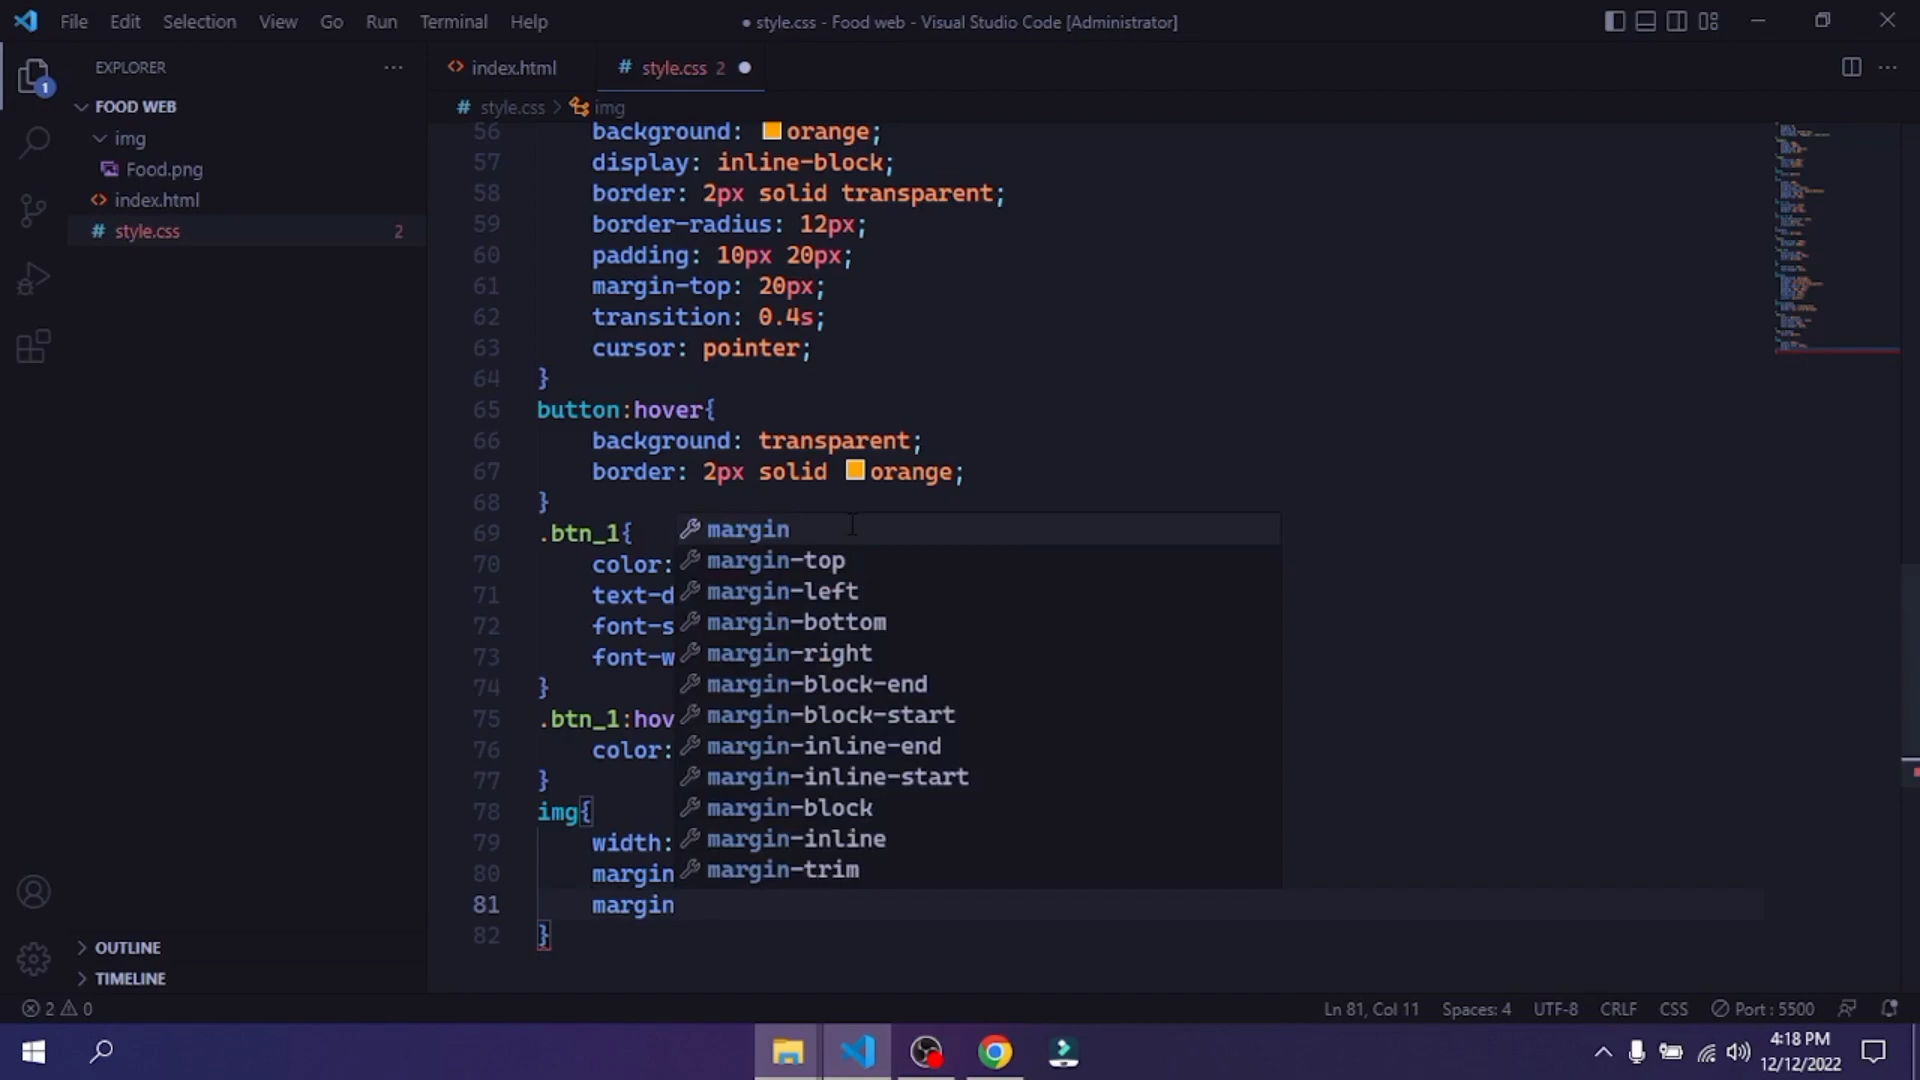 File Edit Selection View Go Run Terminal Help
● style.css - Food web - Visual Studio Code [Administrator]
EXPLORER
index.html
# style.css 2
1
FOOD WEB
# style.css > img
img
Food.png
index.html
# style.css 2
56 background: orange;
57 display: inline-block;
58 border: 2px solid transparent;
59 border-radius: 12px;
60 padding: 10px 20px;
61 margin-top: 20px;
62 transition: 0.4s;
63 cursor: pointer;
64 }
65 button:hover{
66 background: transparent;
67 border: 2px solid orange;
68 }
69 .btn_1{
70 color:
71 text-d
72 font-s
73 font-w
74 }
75 .btn_1:hov
76 color:
77 }
78 img{
79 width:
80 margin
81 margin
82 }
margin
margin-top
margin-left
margin-bottom
margin-right
margin-block-end
margin-block-start
margin-inline-end
margin-inline-start
margin-block
margin-inline
margin-trim
OUTLINE
TIMELINE
2 0
Ln 81, Col 11 Spaces: 4 UTF-8 CRLF CSS Port : 5500
4:18 PM
12/12/2022